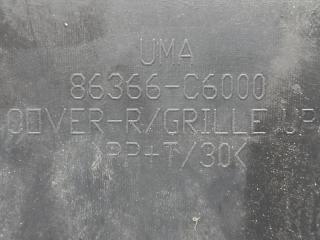 UMA
86366-C6000
COVER-R/GRILLE UP
PP+T/30K